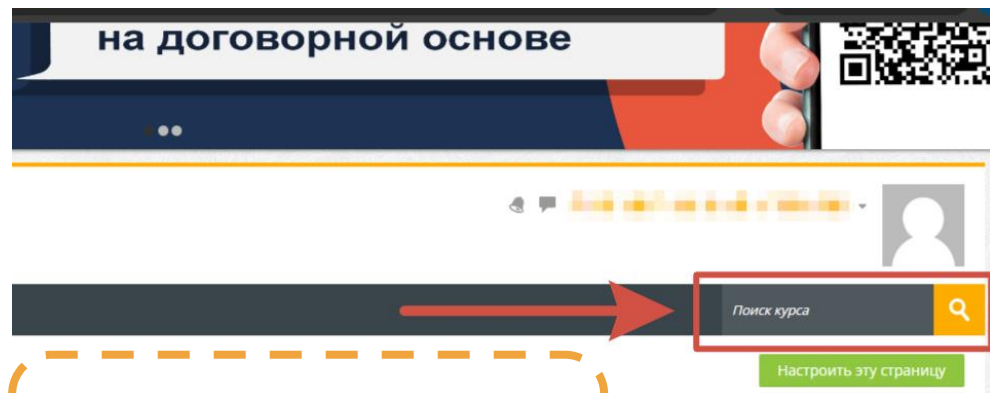 на договорной основе
Поиск курса
Настроить эту страницу